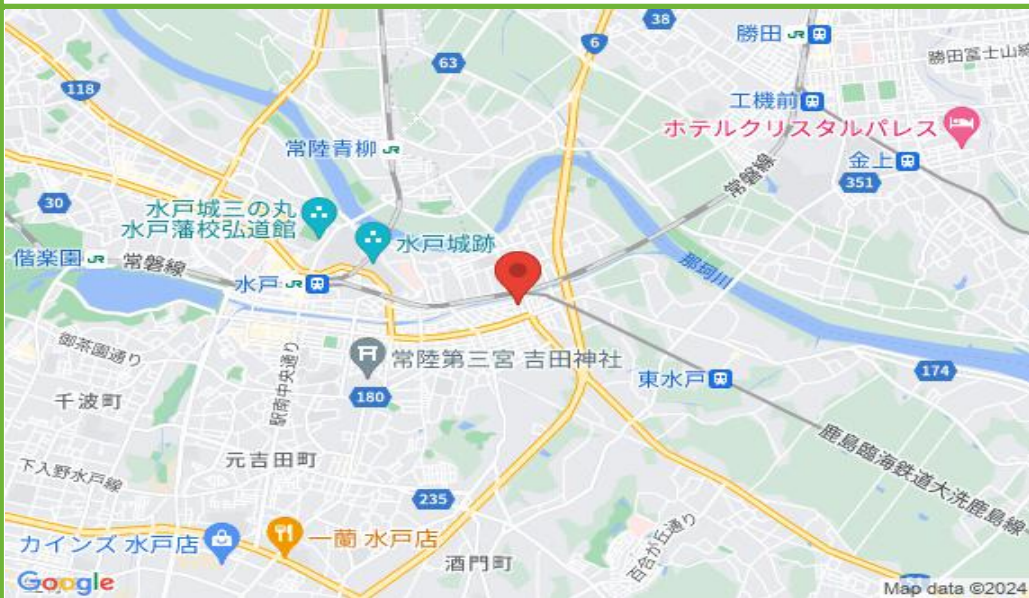 38
勝田 JR
6
63
勝田富士山線
118
工機前
常陸青柳 JR
ホテルクリスタルパレス
金上
常磐線
351
30
水戸城三の丸
水戸藩校弘道館
水戸城跡
偕楽園 JR
常磐線
那珂川
水戸 JR
御茶園通り
常陸第三宮 吉田神社
駅南中央通り
東水戸
174
180
千波町
鹿島臨海鉄道大洗鹿島線
元吉田町
下入野水戸線
235
カインズ 水戸店
一蘭 水戸店
酒門町
百合が丘通り
Google
Map data ©2024